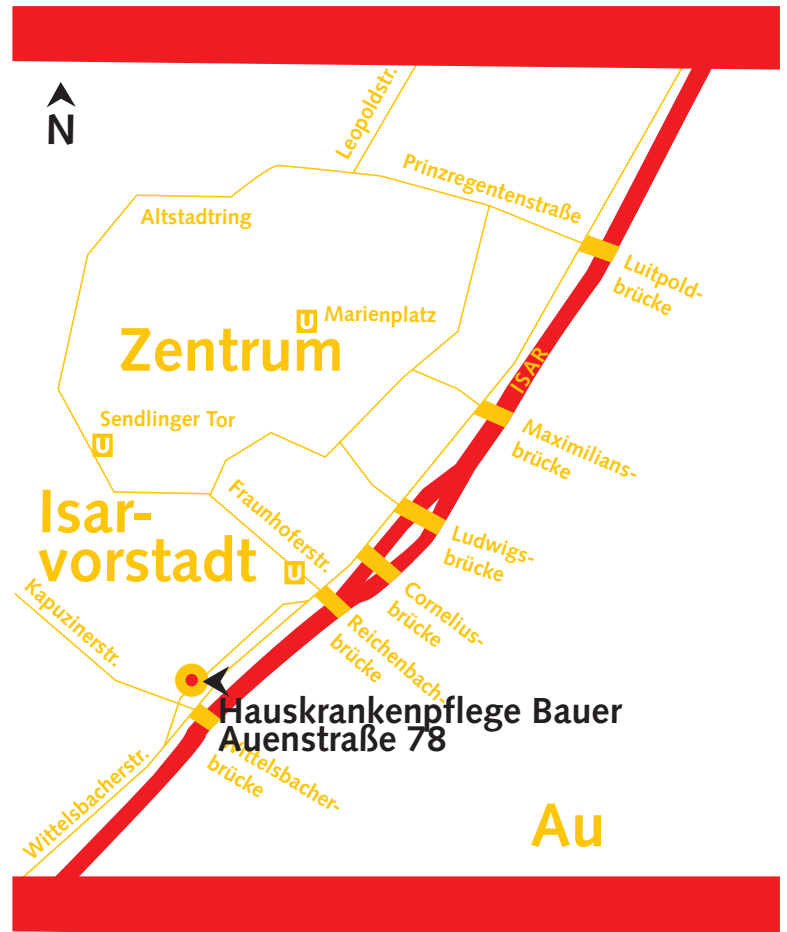 N
Leopoldstr.
Prinzregentenstraße
Altstadtring
Luitpold-
brücke
U Marienplatz
Zentrum
ISAR
Sendlinger Tor
U
Maximilians-
brücke
Isar-
vorstadt
Fraunhoferstr.
U
Ludwigs-
brücke
Cornelius-
brücke
Kapuzinerstr.
Reichenbach-
brücke
Hauskrankenpflege Bauer
Auenstraße 78
Wittelsbacher-
brücke
Wittelsbacherstr.
Au